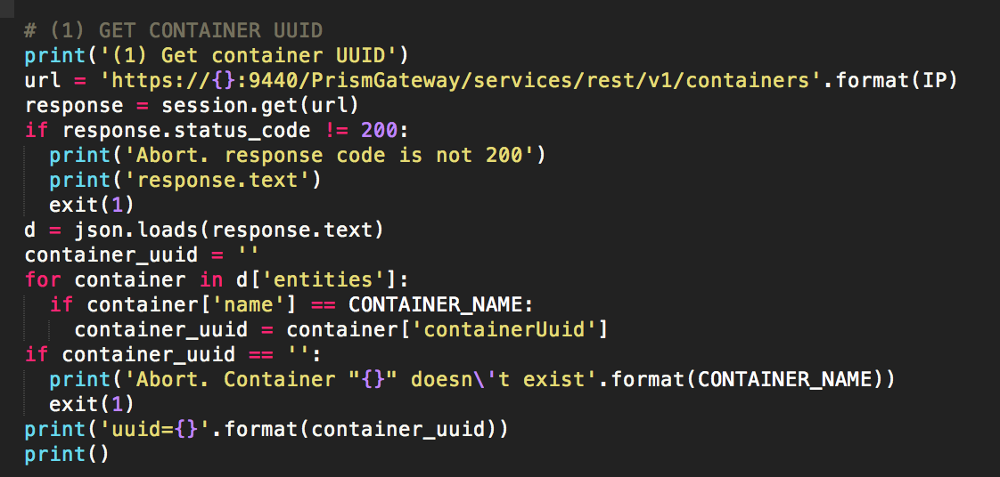 # (1) GET CONTAINER UUID
print('(1) Get container UUID')
url = 'https://{}:9440/PrismGateway/services/rest/v1/containers'.format(IP)
response = session.get(url)
if response.status_code != 200:
  print('Abort. response code is not 200')
  print('response.text')
  exit(1)
d = json.loads(response.text)
container_uuid = ''
for container in d['entities']:
  if container['name'] == CONTAINER_NAME:
    container_uuid = container['containerUuid']
if container_uuid == '':
  print('Abort. Container "{}" doesn\'t exist'.format(CONTAINER_NAME))
  exit(1)
print('uuid={}'.format(container_uuid))
print()